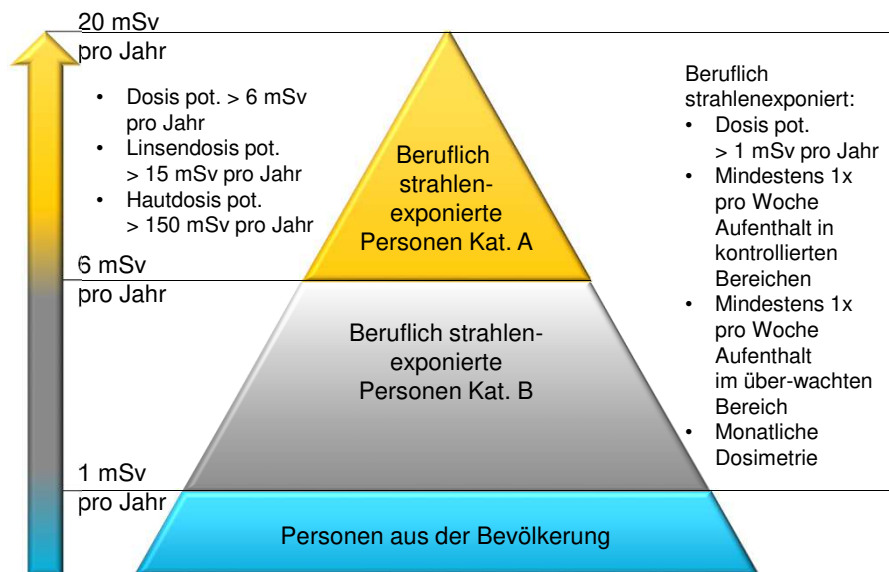 20 mSv
pro Jahr
• Dosis pot. > 6 mSv
pro Jahr
• Linsendosis pot.
> 15 mSv pro Jahr
• Hautdosis pot.
> 150 mSv pro Jahr
6 mSv
pro Jahr
1 mSv
pro Jahr
Beruflich
strahlen-
exponierte
Personen Kat. A
Beruflich strahlen-
exponierte
Personen Kat. B
Personen aus der Bevölkerung
Beruflich
strahlenexponiert:
• Dosis pot.
> 1 mSv pro Jahr
• Mindestens 1x
pro Woche
Aufenthalt in
kontrollierten
Bereichen
• Mindestens 1x
pro Woche
Aufenthalt
im über-wachten
Bereich
• Monatliche
Dosimetrie